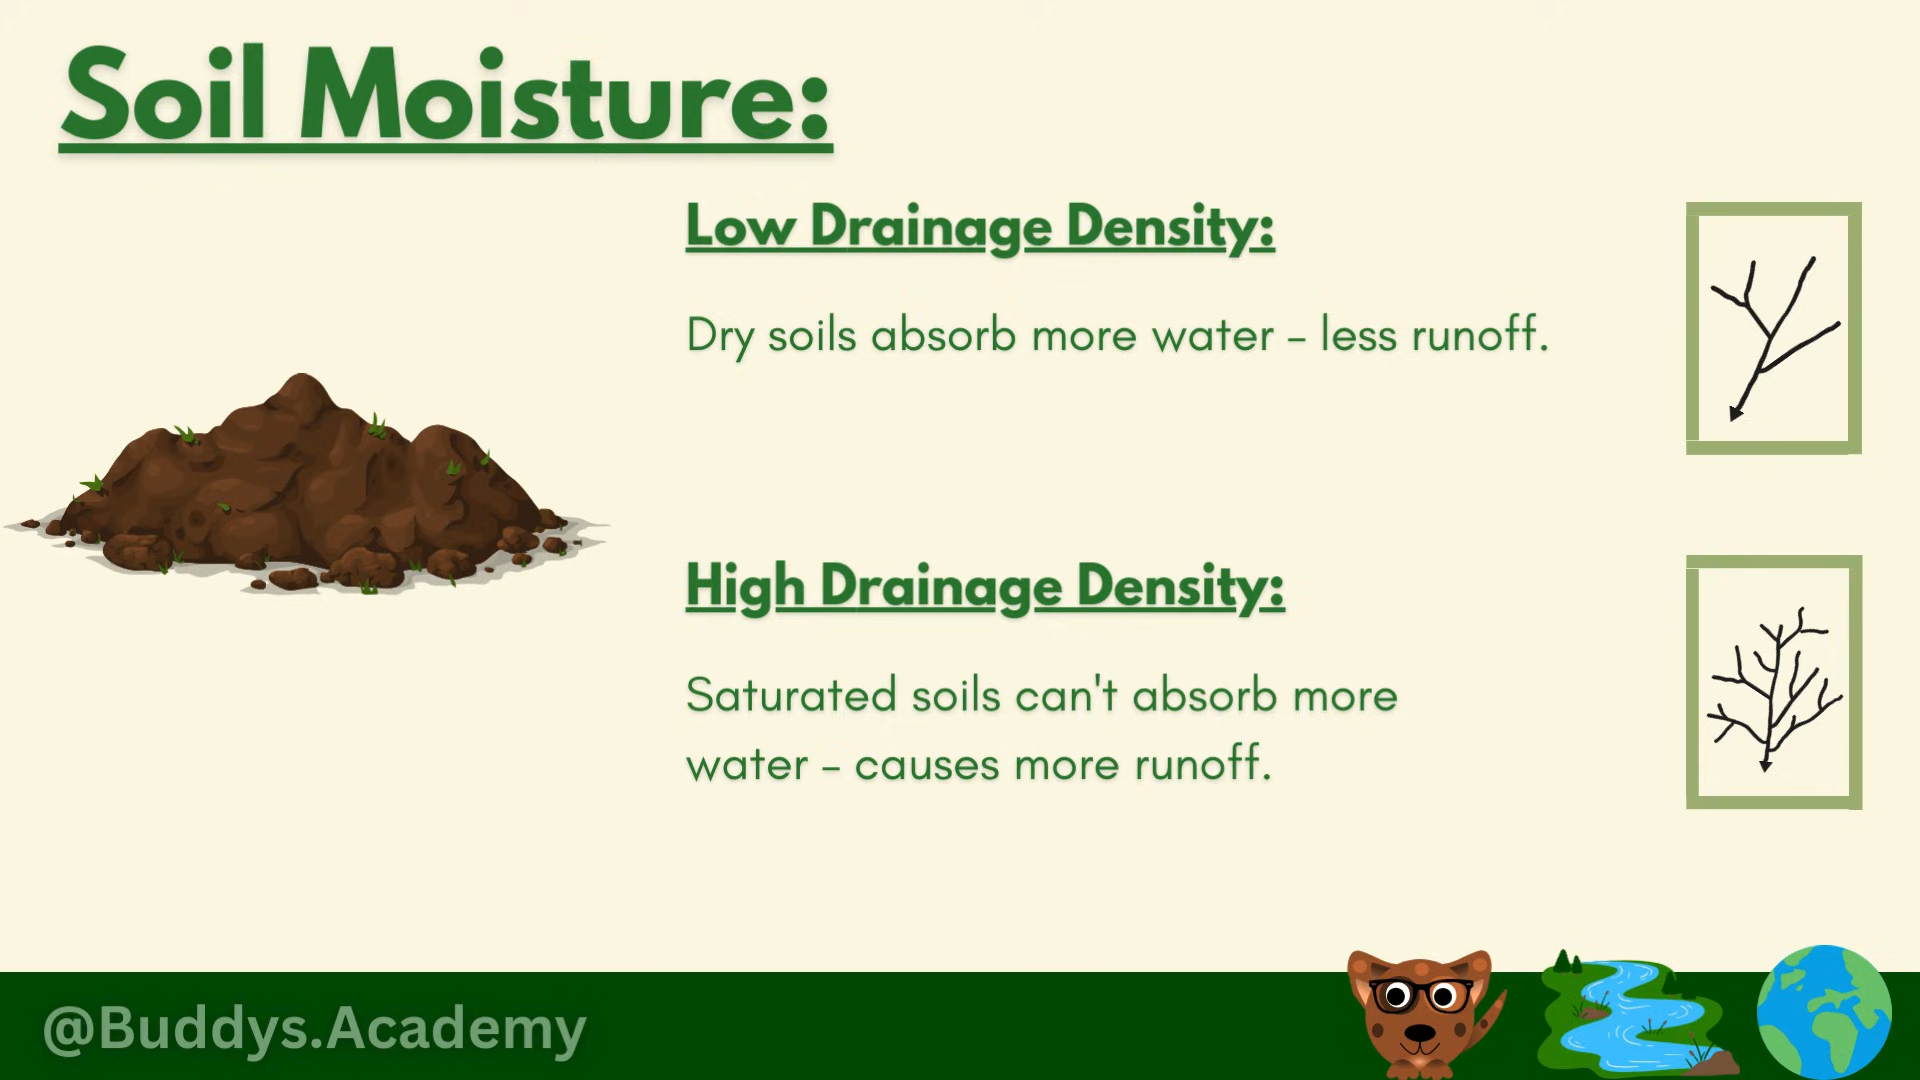 Soil Moisture:
Low Drainage Density:
Dry soils absorb more water – less runoff.
High Drainage Density:
Saturated soils can't absorb more
water – causes more runoff.
@Buddys.Academy